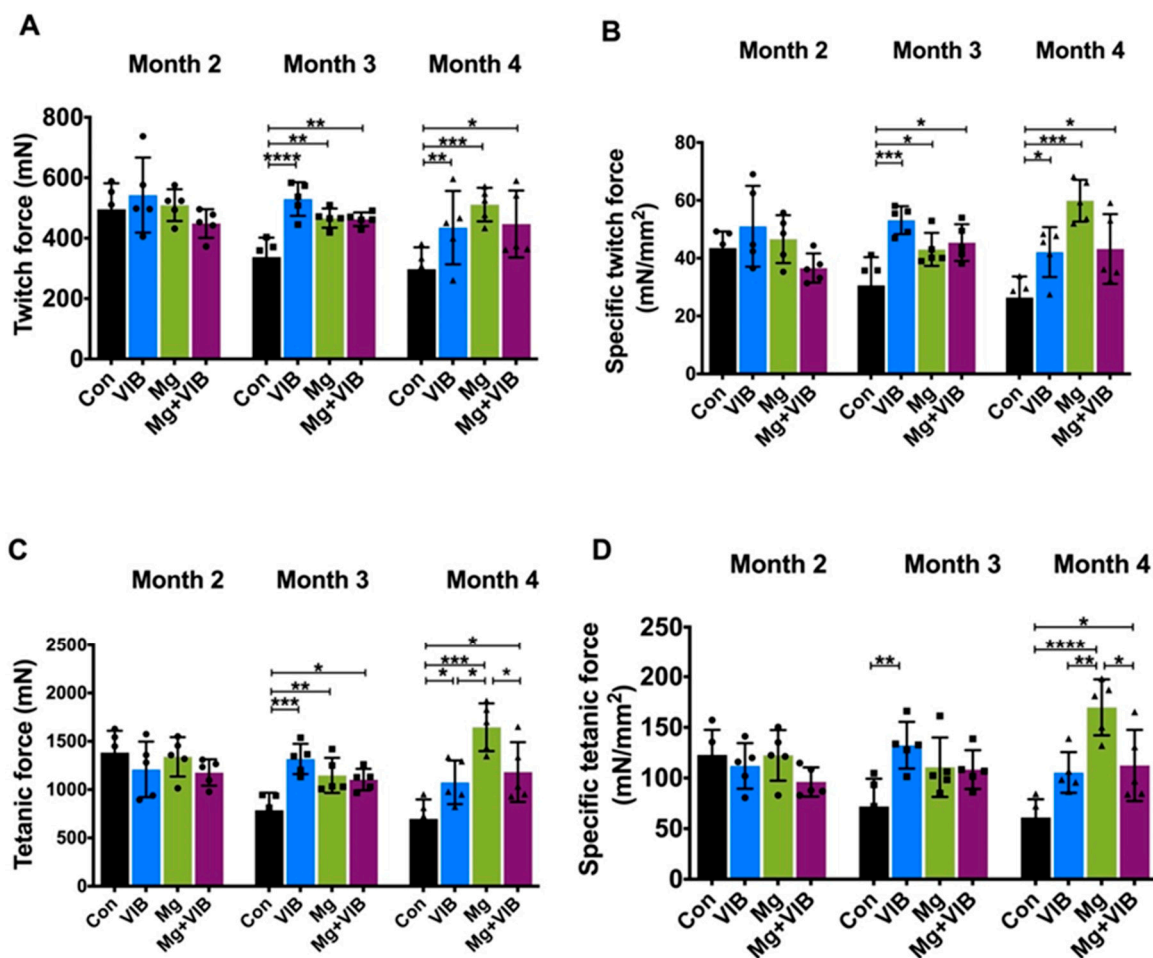 A
Month 2 Month 3 Month 4
Twitch force (mN)
800
600
400
200
0
** * 
** ***
**** **
Con VIB Mg Mg+VIB Con VIB Mg Mg+VIB Con VIB Mg Mg+VIB
B
Month 2 Month 3 Month 4
Specific twitch force
(mN/mm²)
80
60
40
20
0
* *
* ***
*** *
Con VIB Mg Mg+VIB Con VIB Mg Mg+VIB Con VIB Mg Mg+VIB
C
Month 2 Month 3 Month 4
Tetanic force (mN)
2500
2000
1500
1000
500
0
* *
** ***
*** * * *
Con VIB Mg Mg+VIB Con VIB Mg Mg+VIB Con VIB Mg Mg+VIB
D
Month 2 Month 3 Month 4
Specific tetanic force
(mN/mm²)
250
200
150
100
50
0
*
****
** ** *
Con VIB Mg Mg+VIB Con VIB Mg Mg+VIB Con VIB Mg Mg+VIB